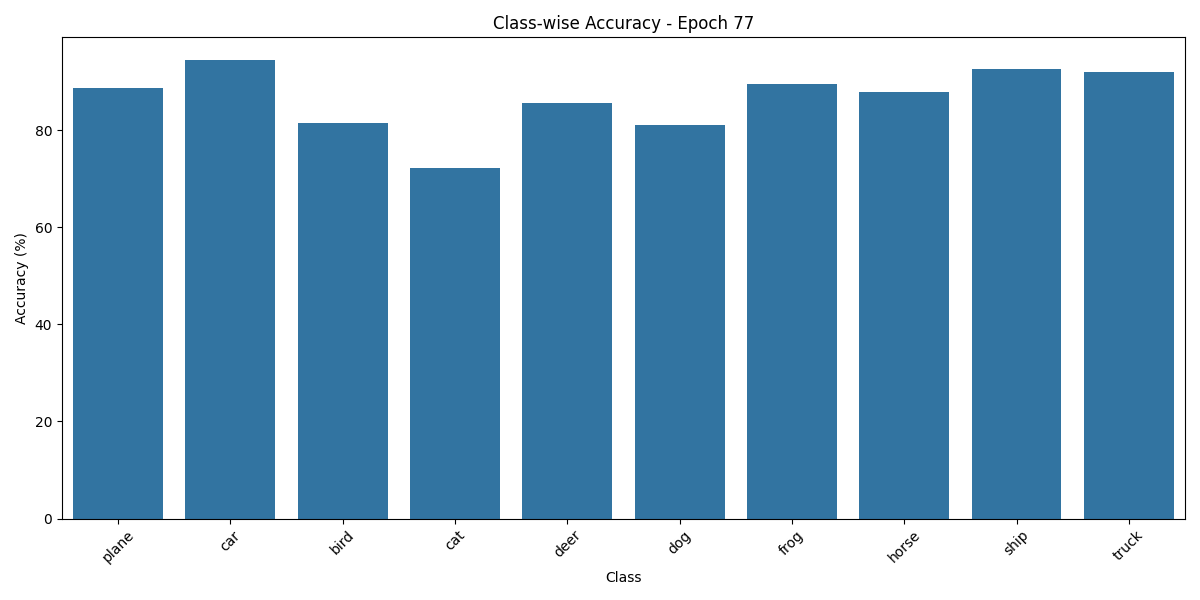 Class-wise Accuracy - Epoch 77
Accuracy (%)
80
60
40
20
0
plane
car
bird
cat
deer
dog
frog
horse
ship
truck
Class